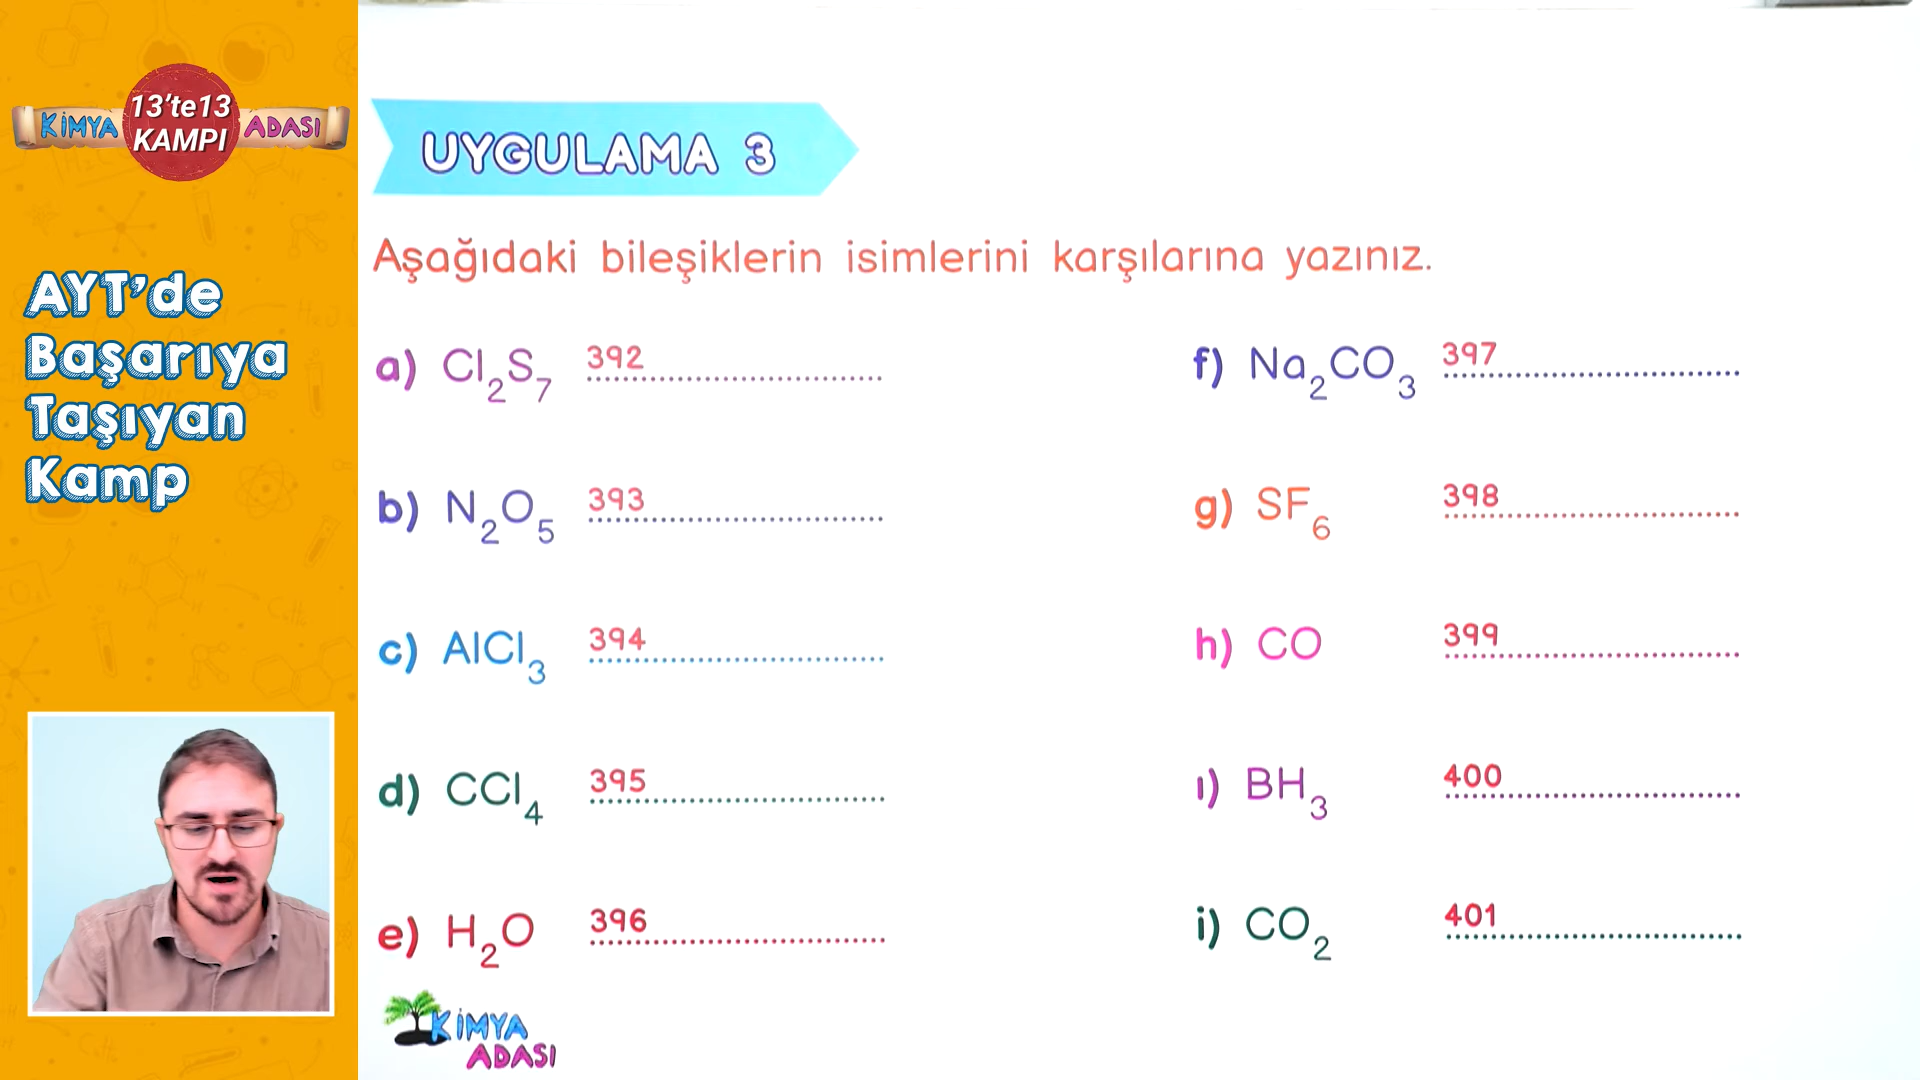 KİMYA 13'te13 KAMPI ADASI
AYT'de
Başarıya
Taşıyan
Kamp
UYGULAMA 3
Aşağıdaki bileşiklerin isimlerini karşılarına yazınız.
a) Cl₂S₇ 392
b) N₂O₅ 393
c) AlCl₃ 394
d) CCl₄ 395
e) H₂O 396
f) Na₂CO₃ 397
g) SF₆ 398
h) CO 399
ı) BH₃ 400
i) CO₂ 401
KİMYA
ADASI